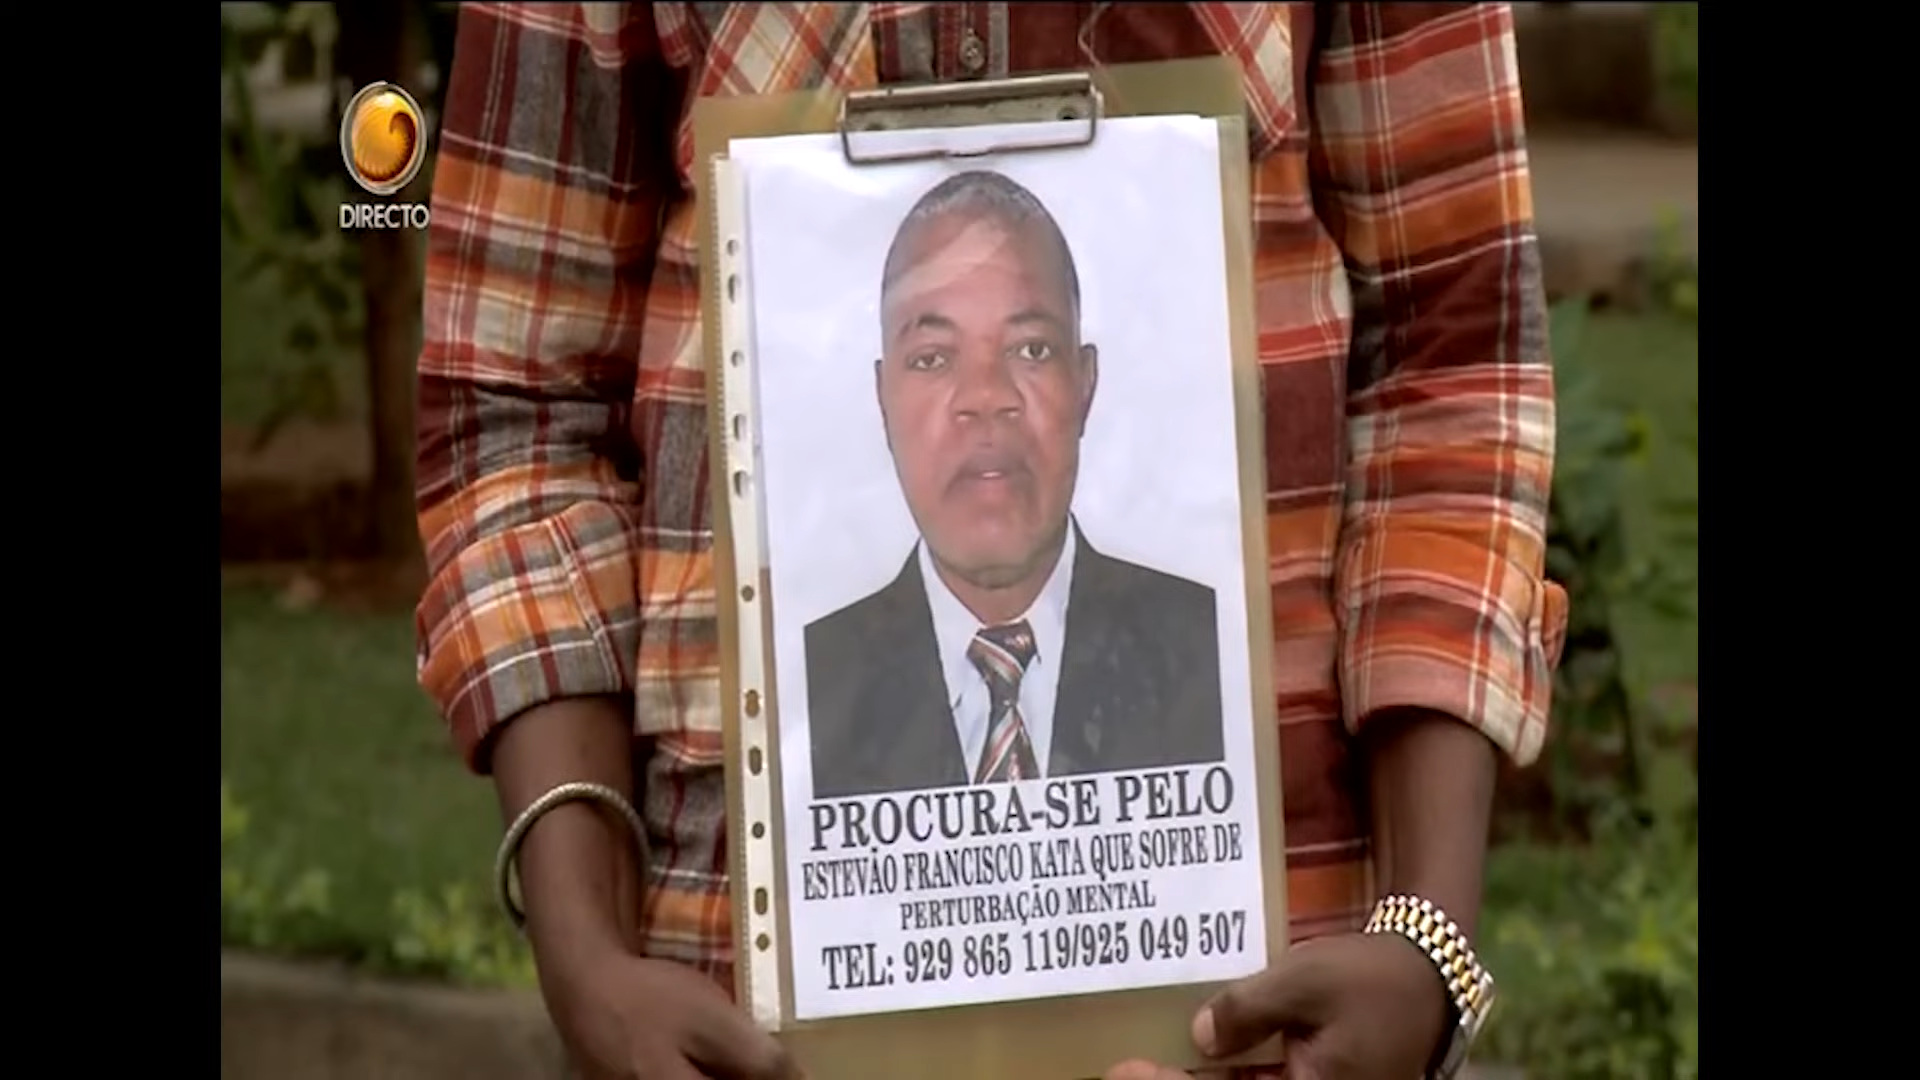 DIRECTO
PROCURA-SE PELO
ESTEVÃO FRANCISCO KATA QUE SOFRE DE
PERTURBAÇÃO MENTAL
TEL: 929 865 119/925 049 507